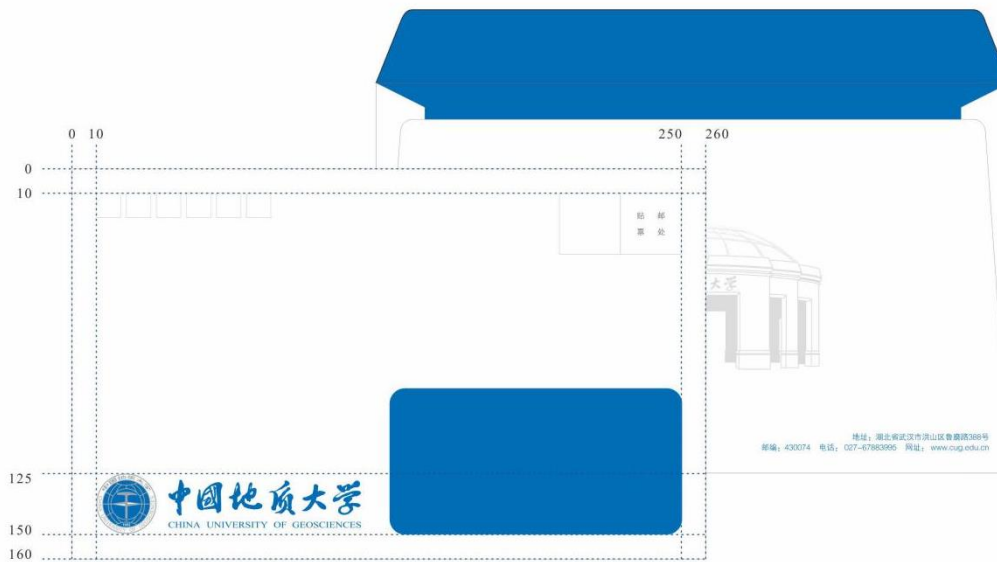 0 10 250 260
0
10
贴 邮
票 处
大学
地址：湖北省武汉市洪山区鲁磨路388号
邮编：430074 电话：027-67883995 网址：www.cug.edu.cn
125
中國地质大学
CHINA UNIVERSITY OF GEOSCIENCES
150
160